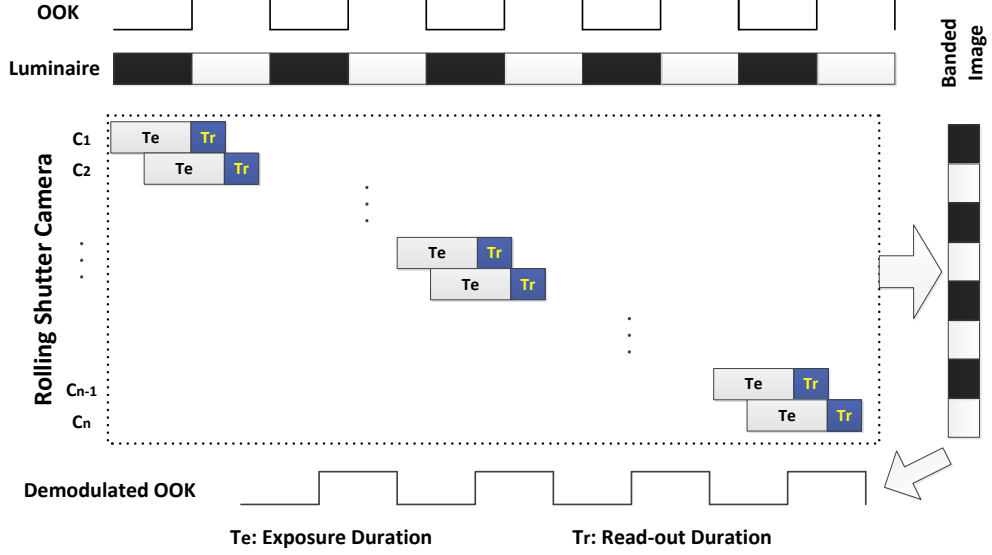 OOK
Luminaire
Banded Image
Rolling Shutter Camera
C1
Te Tr
C2
Te Tr
Te Tr
Te Tr
Cn-1
Te Tr
Cn
Te Tr
Demodulated OOK
Te: Exposure Duration
Tr: Read-out Duration